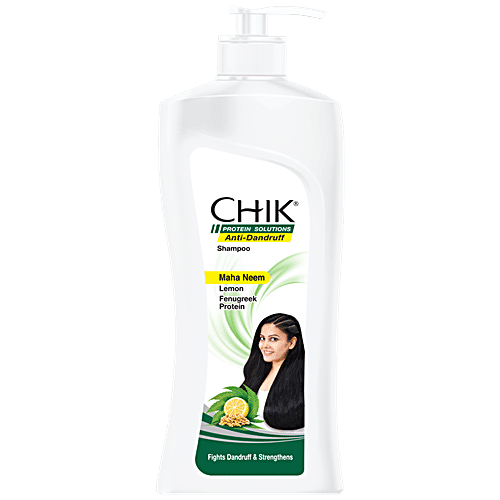 CHIK®
PROTEIN SOLUTIONS
Anti-Dandruff
Shampoo
Maha Neem
Lemon
Fenugreek
Protein
Fights Dandruff & Strengthens